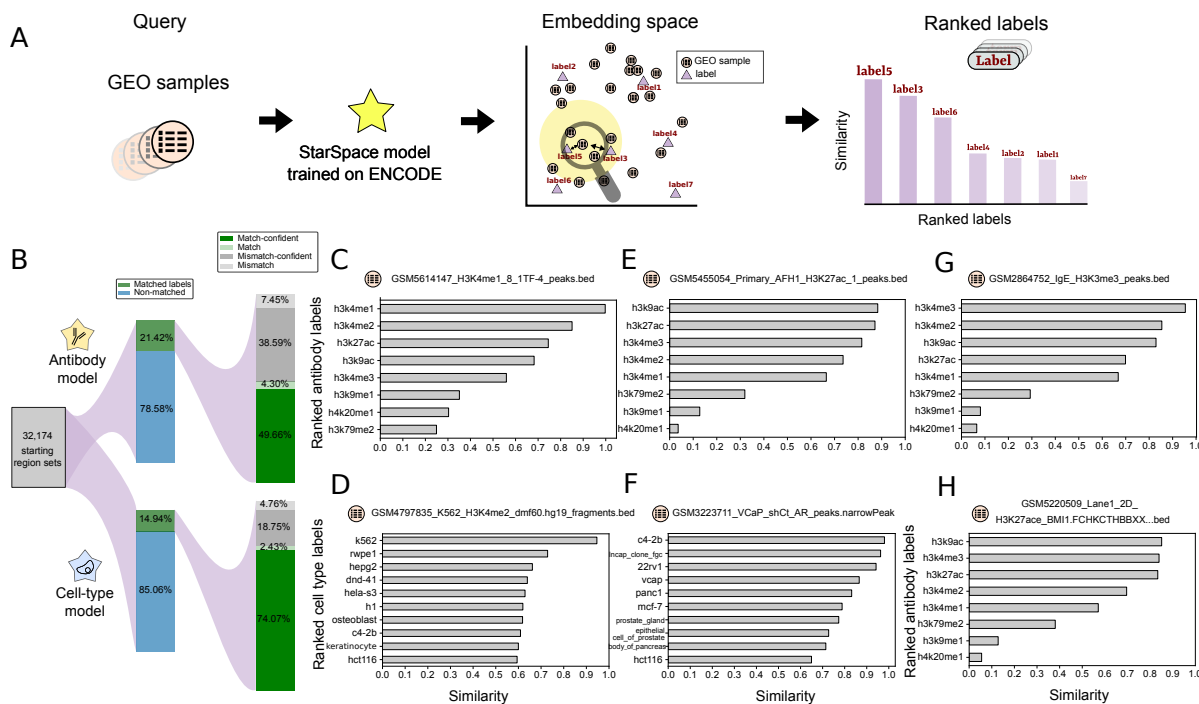 A
Query
GEO samples
StarSpace model
trained on ENCODE
Embedding space
GEO sample
label
label2
label1
label4
label5
label3
label6
label7
Ranked labels
Label
Similarity
label5
label3
label6
label4
label2
label1
label7
Ranked labels
B
Matched labels
Non-matched
Match-confident
Match
Mismatch-confident
Mismatch
Antibody
model
21.42%
78.58%
7.45%
38.59%
4.30%
49.66%
32,174
starting
region sets
Cell-type
model
14.94%
85.06%
4.76%
18.75%
2.43%
74.07%
C
GSM5614147_H3K4me1_8_1TF-4_peaks.bed
Ranked antibody labels
h3k4me1
h3k4me2
h3k27ac
h3k9ac
h3k4me3
h3k9me1
h4k20me1
h3k79me2
0.0 0.1 0.2 0.3 0.4 0.5 0.6 0.7 0.8 0.9 1.0
D
GSM4797835_K562_H3K4me2_dmf60.hg19_fragments.bed
Ranked cell type labels
k562
rwpe1
hepg2
dnd-41
hela-s3
h1
osteoblast
c4-2b
keratinocyte
hct116
0.0 0.1 0.2 0.3 0.4 0.5 0.6 0.7 0.8 0.9 1.0
Similarity
E
GSM5455054_Primary_AFH1_H3K27ac_1_peaks.bed
h3k9ac
h3k27ac
h3k4me3
h3k4me2
h3k4me1
h3k79me2
h3k9me1
h4k20me1
0.0 0.1 0.2 0.3 0.4 0.5 0.6 0.7 0.8 0.9 1.0
F
GSM3223711_VCaP_shCt_AR_peaks.narrowPeak
c4-2b
lncap_clone_fgc
22rv1
vcap
panc1
mcf-7
prostate_gland
epithelial
cell_of_prostate
body_of_pancreas
hct116
0.0 0.1 0.2 0.3 0.4 0.5 0.6 0.7 0.8 0.9 1.0
Similarity
G
GSM2864752_IgE_H3K3me3_peaks.bed
h3k4me3
h3k4me2
h3k9ac
h3k27ac
h3k4me1
h3k79me2
h3k9me1
h4k20me1
0.0 0.1 0.2 0.3 0.4 0.5 0.6 0.7 0.8 0.9 1.0
H
GSM5220509_Lane1_2D_
H3K27ace_BMI1.FCHKCTHBBXX...bed
Ranked antibody labels
h3k9ac
h3k4me3
h3k27ac
h3k4me2
h3k4me1
h3k79me2
h3k9me1
h4k20me1
0.0 0.1 0.2 0.3 0.4 0.5 0.6 0.7 0.8 0.9 1.0
Similarity